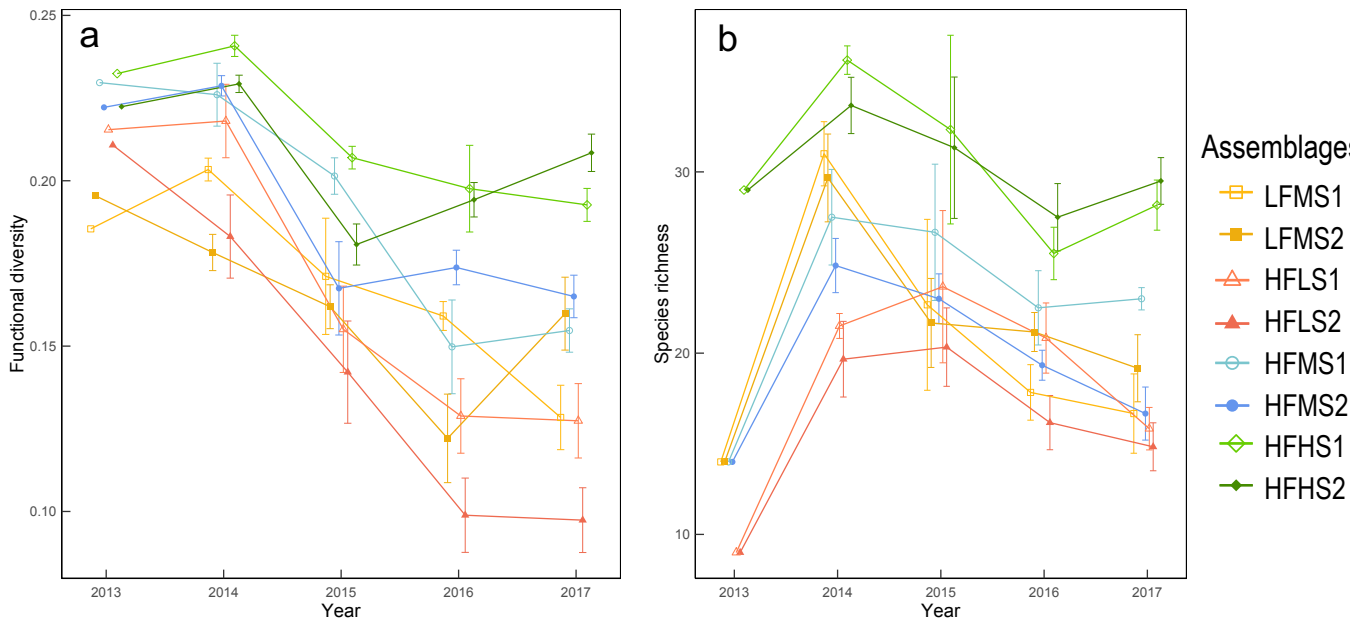 a
Functional diversity
0.25
0.20
0.15
0.10
2013
2014
2015
2016
2017
Year
b
Species richness
30
20
10
2013
2014
2015
2016
2017
Year
Assemblages
LFMS1
LFMS2
HFLS1
HFLS2
HFMS1
HFMS2
HFHS1
HFHS2